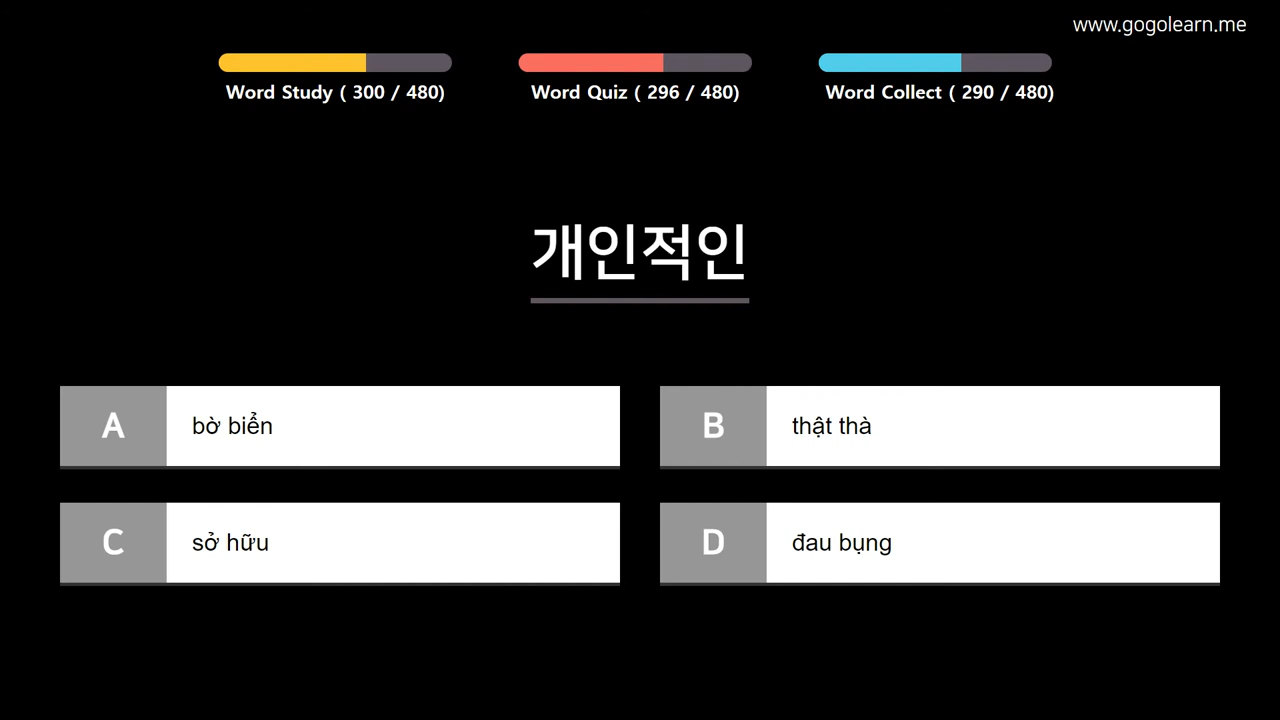 www.gogolearn.me
Word Study ( 300 / 480)
Word Quiz ( 296 / 480)
Word Collect ( 290 / 480)
개인적인
A bờ biển
B thật thà
C sở hữu
D đau bụng